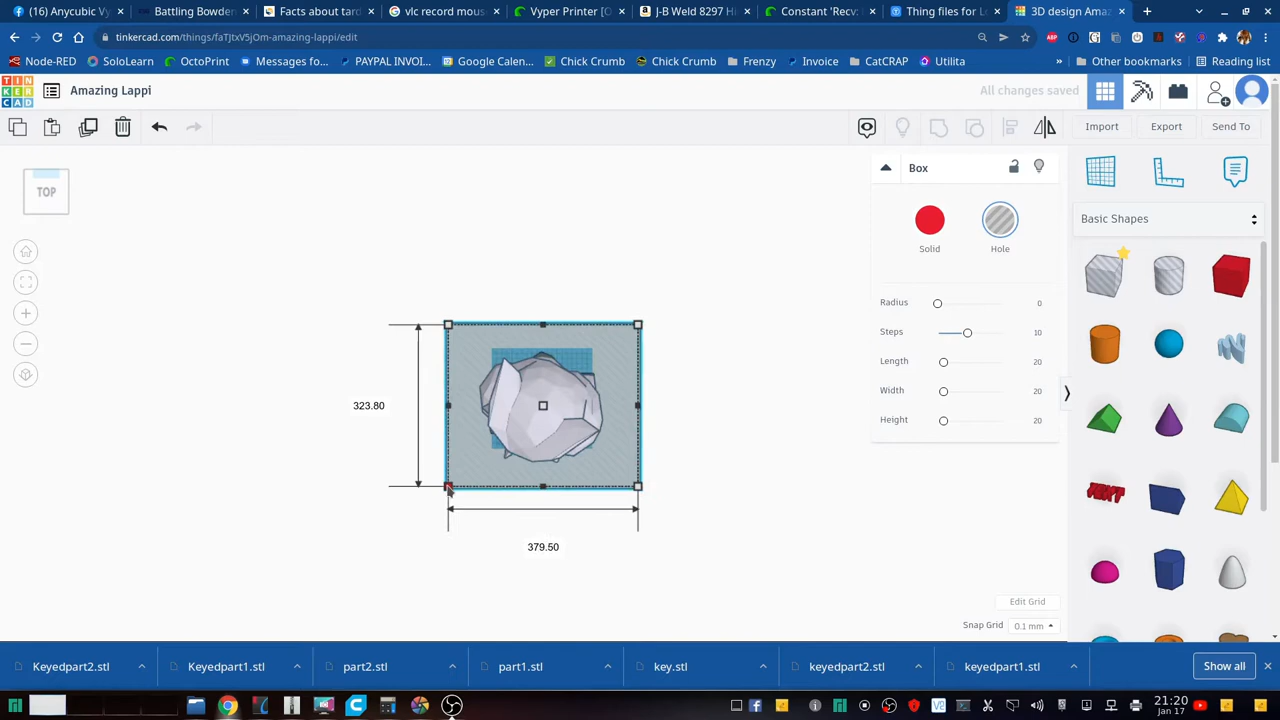 (16) Anycubic Vy
Battling Bowden
Facts about tard
vlc record mous
Vyper Printer [O
J-B Weld 8297 Hi
Constant 'Recv:
Thing files for Le
3D design Ama
tinkercad.com/things/faTJtxV5jOm-amazing-lappi/edit
Node-RED
SoloLearn
OctoPrint
Messages fo...
PAYPAL INVOI...
Google Calen...
Chick Crumb
Chick Crumb
Frenzy
Invoice
CatCRAP
Utilita
Other bookmarks
Reading list
TIN
KER
CAD
Amazing Lappi
All changes saved
Import
Export
Send To
TOP
Box
Solid
Hole
Radius 0
Steps 10
Length 20
Width 20
Height 20
Basic Shapes
323.80
379.50
Edit Grid
Snap Grid 0.1 mm
Keyedpart2.stl
Keyedpart1.stl
part2.stl
part1.stl
key.stl
keyedpart2.stl
keyedpart1.stl
Show all
21:20
Jan 17